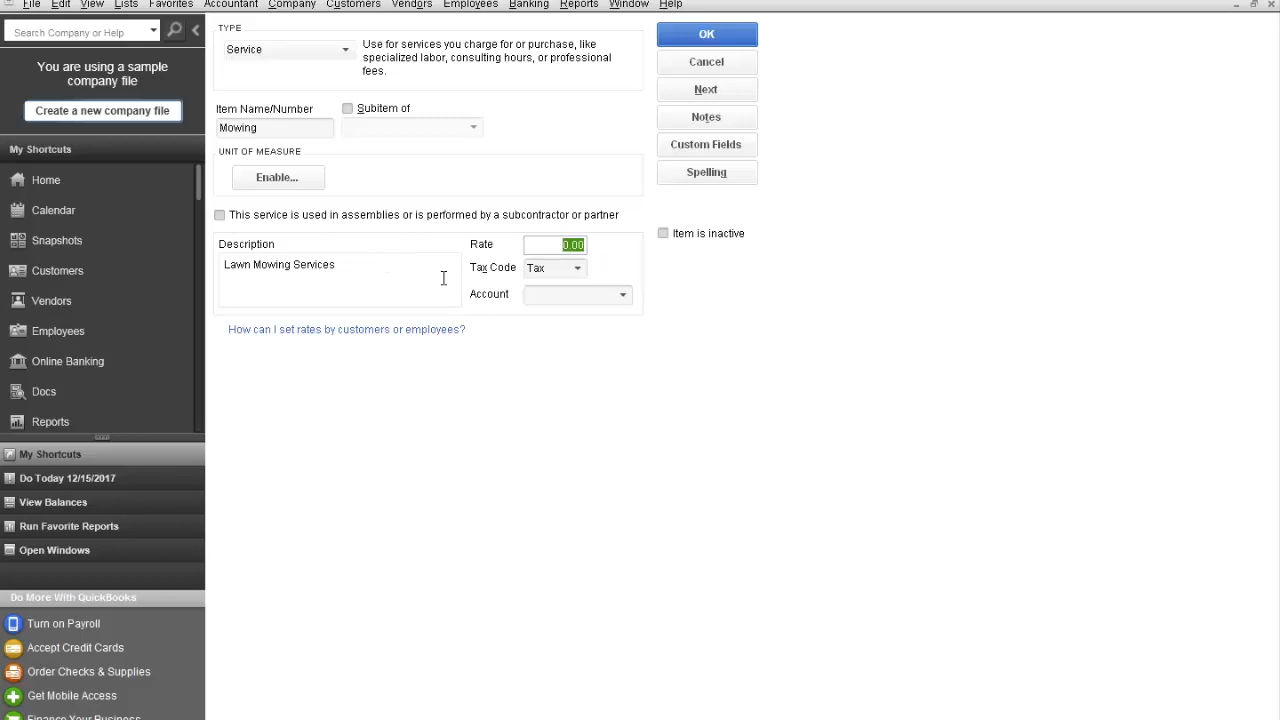 File Edit View Lists Favorites Accountant Company Customers Vendors Employees Banking Reports Window Help
Search Company or Help
You are using a sample
company file
Create a new company file
My Shortcuts
Home
Calendar
Snapshots
Customers
Vendors
Employees
Online Banking
Docs
Reports
My Shortcuts
Do Today 12/15/2017
View Balances
Run Favorite Reports
Open Windows
Do More With QuickBooks
Turn on Payroll
Accept Credit Cards
Order Checks & Supplies
Get Mobile Access
Finance Your Business
TYPE
Service
Use for services you charge for or purchase, like
specialized labor, consulting hours, or professional
fees.
Item Name/Number
Subitem of
Mowing
UNIT OF MEASURE
Enable...
This service is used in assemblies or is performed by a subcontractor or partner
Description
Lawn Mowing Services
Rate
0.00
Tax Code
Tax
Account
How can I set rates by customers or employees?
OK
Cancel
Next
Notes
Custom Fields
Spelling
Item is inactive